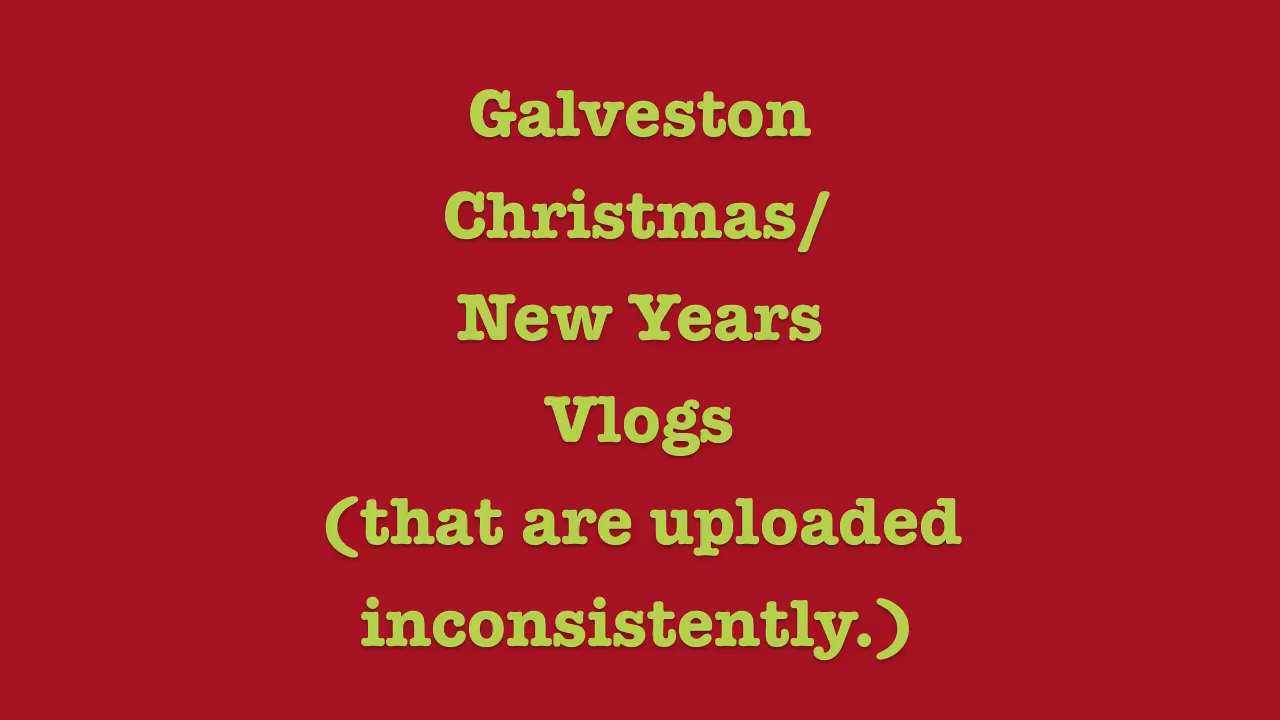 Galveston
Christmas/
New Years
Vlogs
(that are uploaded
inconsistently.)